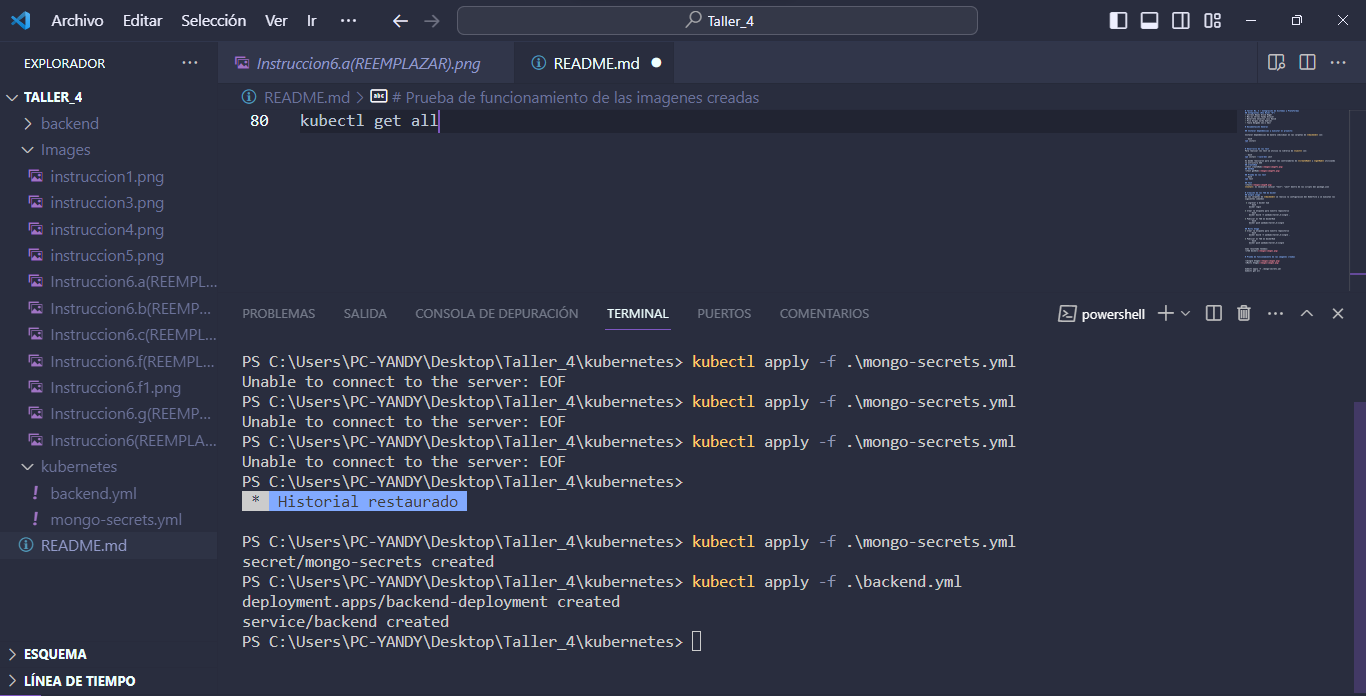 Archivo Editar Selección Ver Ir ··· Taller_4
EXPLORADOR ···
TALLER_4
backend
Images
instruccion1.png
instruccion3.png
instruccion4.png
instruccion5.png
Instruccion6.a(REEMPL...
Instruccion6.b(REEMP...
Instruccion6.c(REEMPL...
Instruccion6.f(REEMPL...
Instruccion6.f1.png
Instruccion6.g(REEMP...
Instruccion6(REEMPLA...
kubernetes
! backend.yml
! mongo-secrets.yml
README.md
ESQUEMA
LÍNEA DE TIEMPO
Instruccion6.a(REEMPLAZAR).png README.md
README.md > abc # Prueba de funcionamiento de las imagenes creadas
80 kubectl get all
PROBLEMAS SALIDA CONSOLA DE DEPURACIÓN TERMINAL PUERTOS COMENTARIOS powershell
PS C:\Users\PC-YANDY\Desktop\Taller_4\kubernetes> kubectl apply -f .\mongo-secrets.yml
Unable to connect to the server: EOF
PS C:\Users\PC-YANDY\Desktop\Taller_4\kubernetes> kubectl apply -f .\mongo-secrets.yml
Unable to connect to the server: EOF
PS C:\Users\PC-YANDY\Desktop\Taller_4\kubernetes> kubectl apply -f .\mongo-secrets.yml
Unable to connect to the server: EOF
PS C:\Users\PC-YANDY\Desktop\Taller_4\kubernetes>
* Historial restaurado
PS C:\Users\PC-YANDY\Desktop\Taller_4\kubernetes> kubectl apply -f .\mongo-secrets.yml
secret/mongo-secrets created
PS C:\Users\PC-YANDY\Desktop\Taller_4\kubernetes> kubectl apply -f .\backend.yml
deployment.apps/backend-deployment created
service/backend created
PS C:\Users\PC-YANDY\Desktop\Taller_4\kubernetes>